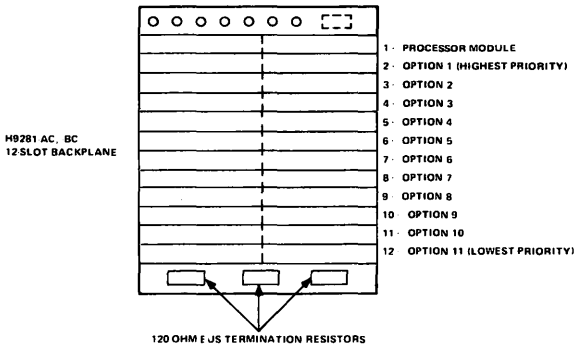 1 - PROCESSOR MODULE
2 - OPTION 1 (HIGHEST PRIORITY)
3 - OPTION 2
4 - OPTION 3
5 - OPTION 4
H9281 AC, BC
12-SLOT BACKPLANE
6 - OPTION 5
7 - OPTION 6
8 - OPTION 7
9 - OPTION 8
10 - OPTION 9
11 - OPTION 10
12 - OPTION 11 (LOWEST PRIORITY)
120 OHM BUS TERMINATION RESISTORS